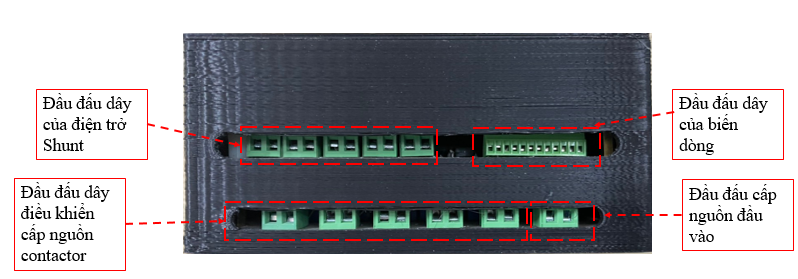 Đầu đấu dây
của điện trở
Shunt
Đầu đấu dây
của biến
dòng
Đầu đấu dây
điều khiển
cấp nguồn
contactor
Đầu đấu cấp
nguồn đầu
vào